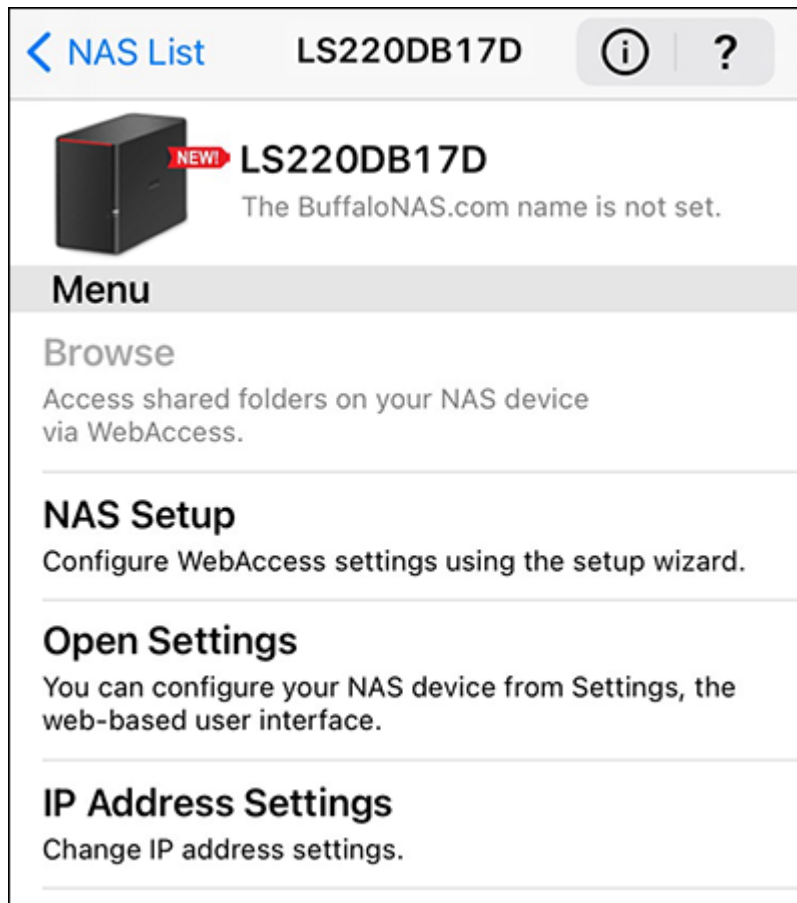 NAS List LS220DB17D i ?
NEW! LS220DB17D
The BuffaloNAS.com name is not set.
Menu
Browse
Access shared folders on your NAS device
via WebAccess.
NAS Setup
Configure WebAccess settings using the setup wizard.
Open Settings
You can configure your NAS device from Settings, the
web-based user interface.
IP Address Settings
Change IP address settings.